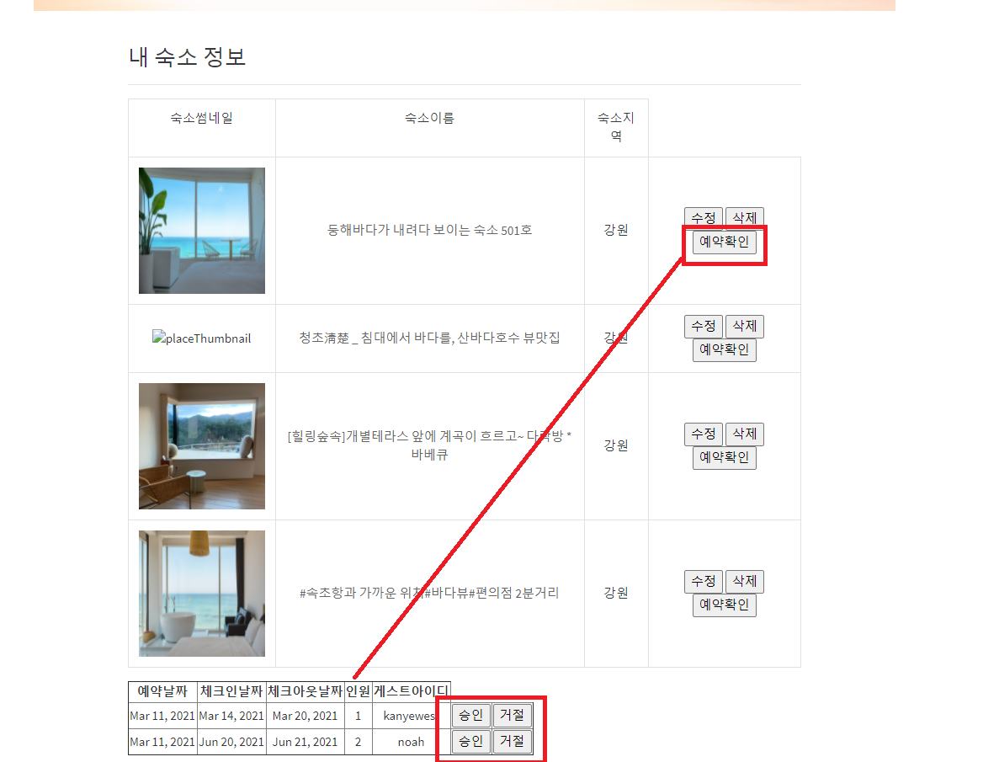 내 숙소 정보
숙소썸네일 숙소이름 숙소지
역
둥해바다가 내려다 보이는 숙소 501호 강원 수정 삭제
예약확인
placeThumbnail 청조淸楚 _ 침대에서 바다를, 산바다호수 뷰맛집 강원 수정 삭제
예약확인
[힐링숲속]개별테라스 앞에 계곡이 흐르고~ 다락방 *
바베큐 강원 수정 삭제
예약확인
#속초항과 가까운 위치#바다뷰#편의점 2분거리 강원 수정 삭제
예약확인
예약날짜 체크인날짜 체크아웃날짜 인원 게스트아이디
Mar 11, 2021 Mar 14, 2021 Mar 20, 2021 1 kanyewes 승인 거절
Mar 11, 2021 Jun 20, 2021 Jun 21, 2021 2 noah 승인 거절